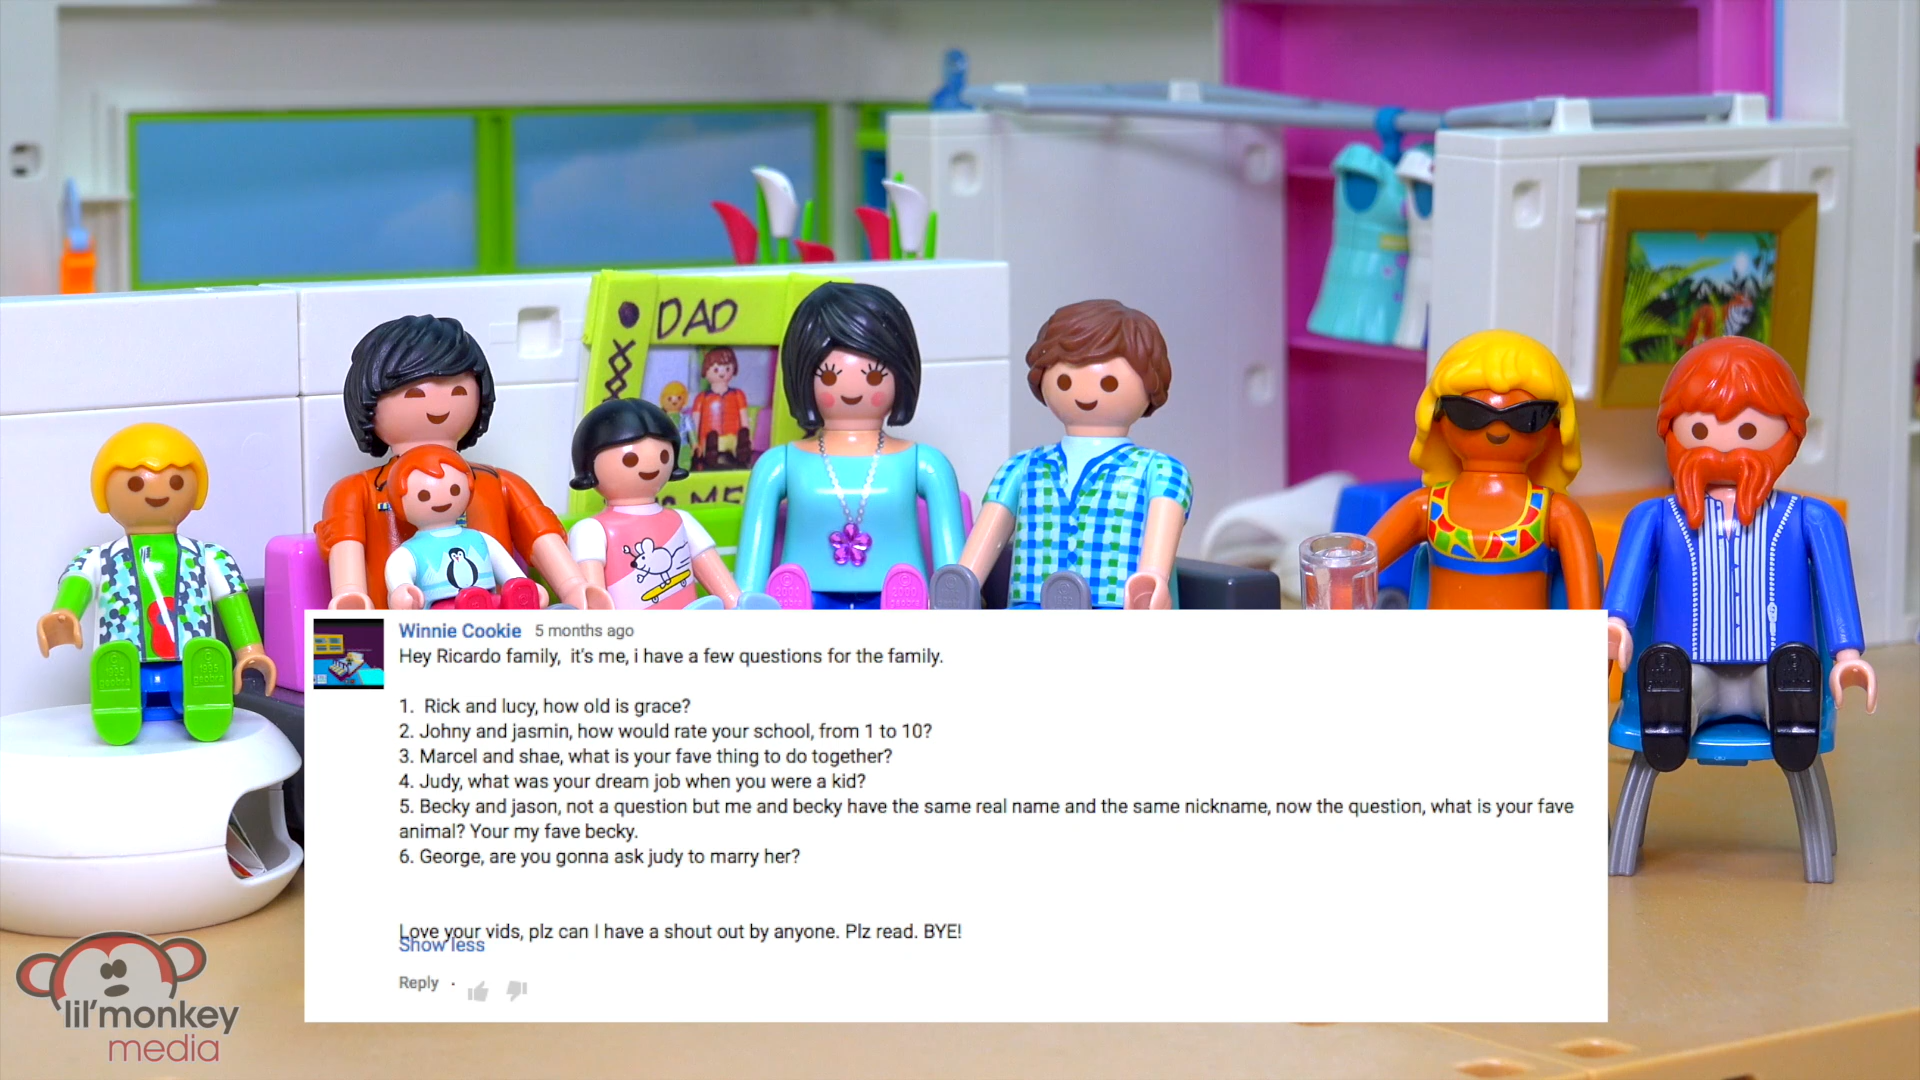 DAD
ME
Winnie Cookie 5 months ago
Hey Ricardo family, it's me, i have a few questions for the family.
1. Rick and lucy, how old is grace?
2. Johny and jasmin, how would rate your school, from 1 to 10?
3. Marcel and shae, what is your fave thing to do together?
4. Judy, what was your dream job when you were a kid?
5. Becky and jason, not a question but me and becky have the same real name and the same nickname, now the question, what is your fave
animal? Your my fave becky.
6. George, are you gonna ask judy to marry her?
Love your vids, plz can I have a shout out by anyone. Plz read. BYE!
Show less
Reply ·
lil'monkey
media